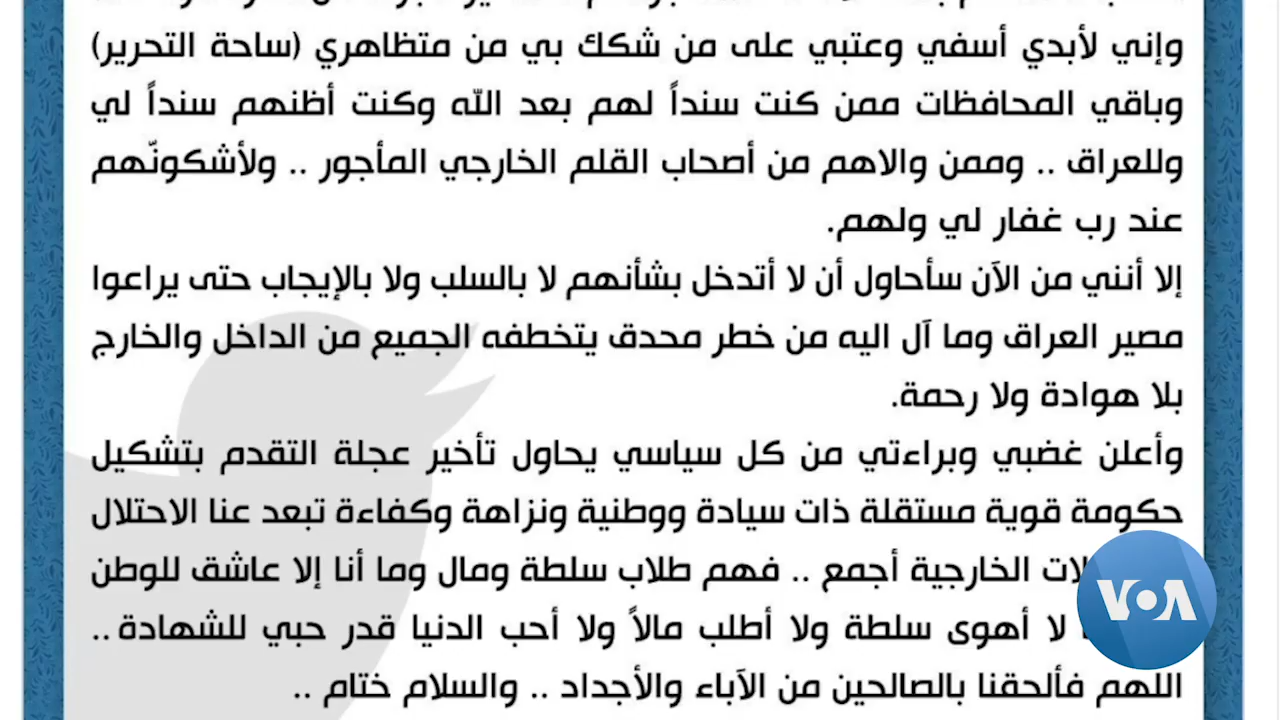 وإني لأبدي أسفي وعتبي على من شكك بي من متظاهري (ساحة التحرير)
وباقي المحافظات ممن كنت سنداً لهم بعد الله وكنت أظنهم سنداً لي
وللعراق .. وممن والاهم من أصحاب القلم الخارجي المأجور .. ولأشكونّهم
عند رب غفار لي ولهم.
إلا أنني من الآن سأحاول أن لا أتدخل بشأنهم لا بالسلب ولا بالإيجاب حتى يراعوا
مصير العراق وما آل اليه من خطر محدق يتخطفه الجميع من الداخل والخارج
بلا هوادة ولا رحمة.
وأعلن غضبي وبراءتي من كل سياسي يحاول تأخير عجلة التقدم بتشكيل
حكومة قوية مستقلة ذات سيادة ووطنية ونزاهة وكفاءة تبعد عنا الاحتلال
الخارجية أجمع .. فهم طلاب سلطة ومال وما أنا إلا عاشق للوطن
لا أهوى سلطة ولا أطلب مالاً ولا أحب الدنيا قدر حبي للشهادة ..
اللهم فألحقنا بالصالحين من الآباء والأجداد .. والسلام ختام ..
VOA